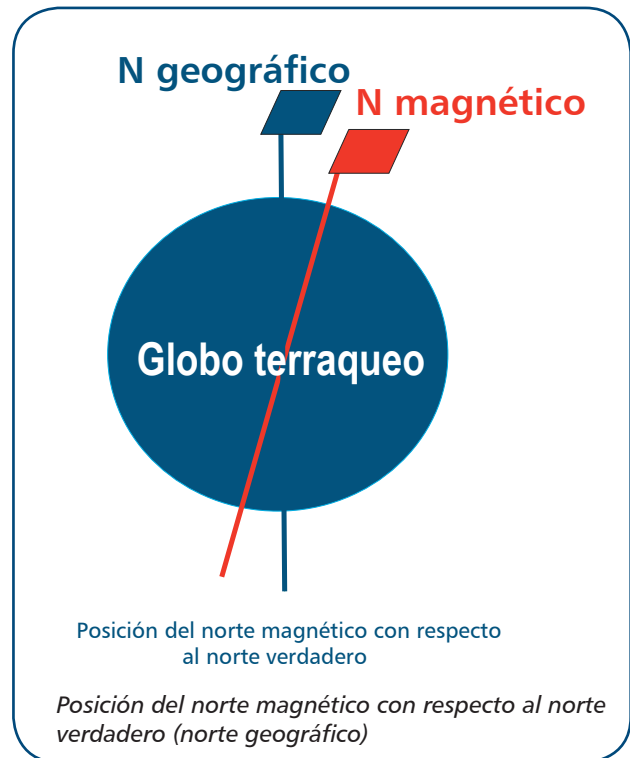 N geográfico
N magnético
Globo terraqueo
Posición del norte magnético con respecto
al norte verdadero
Posición del norte magnético con respecto al norte
verdadero (norte geográfico)